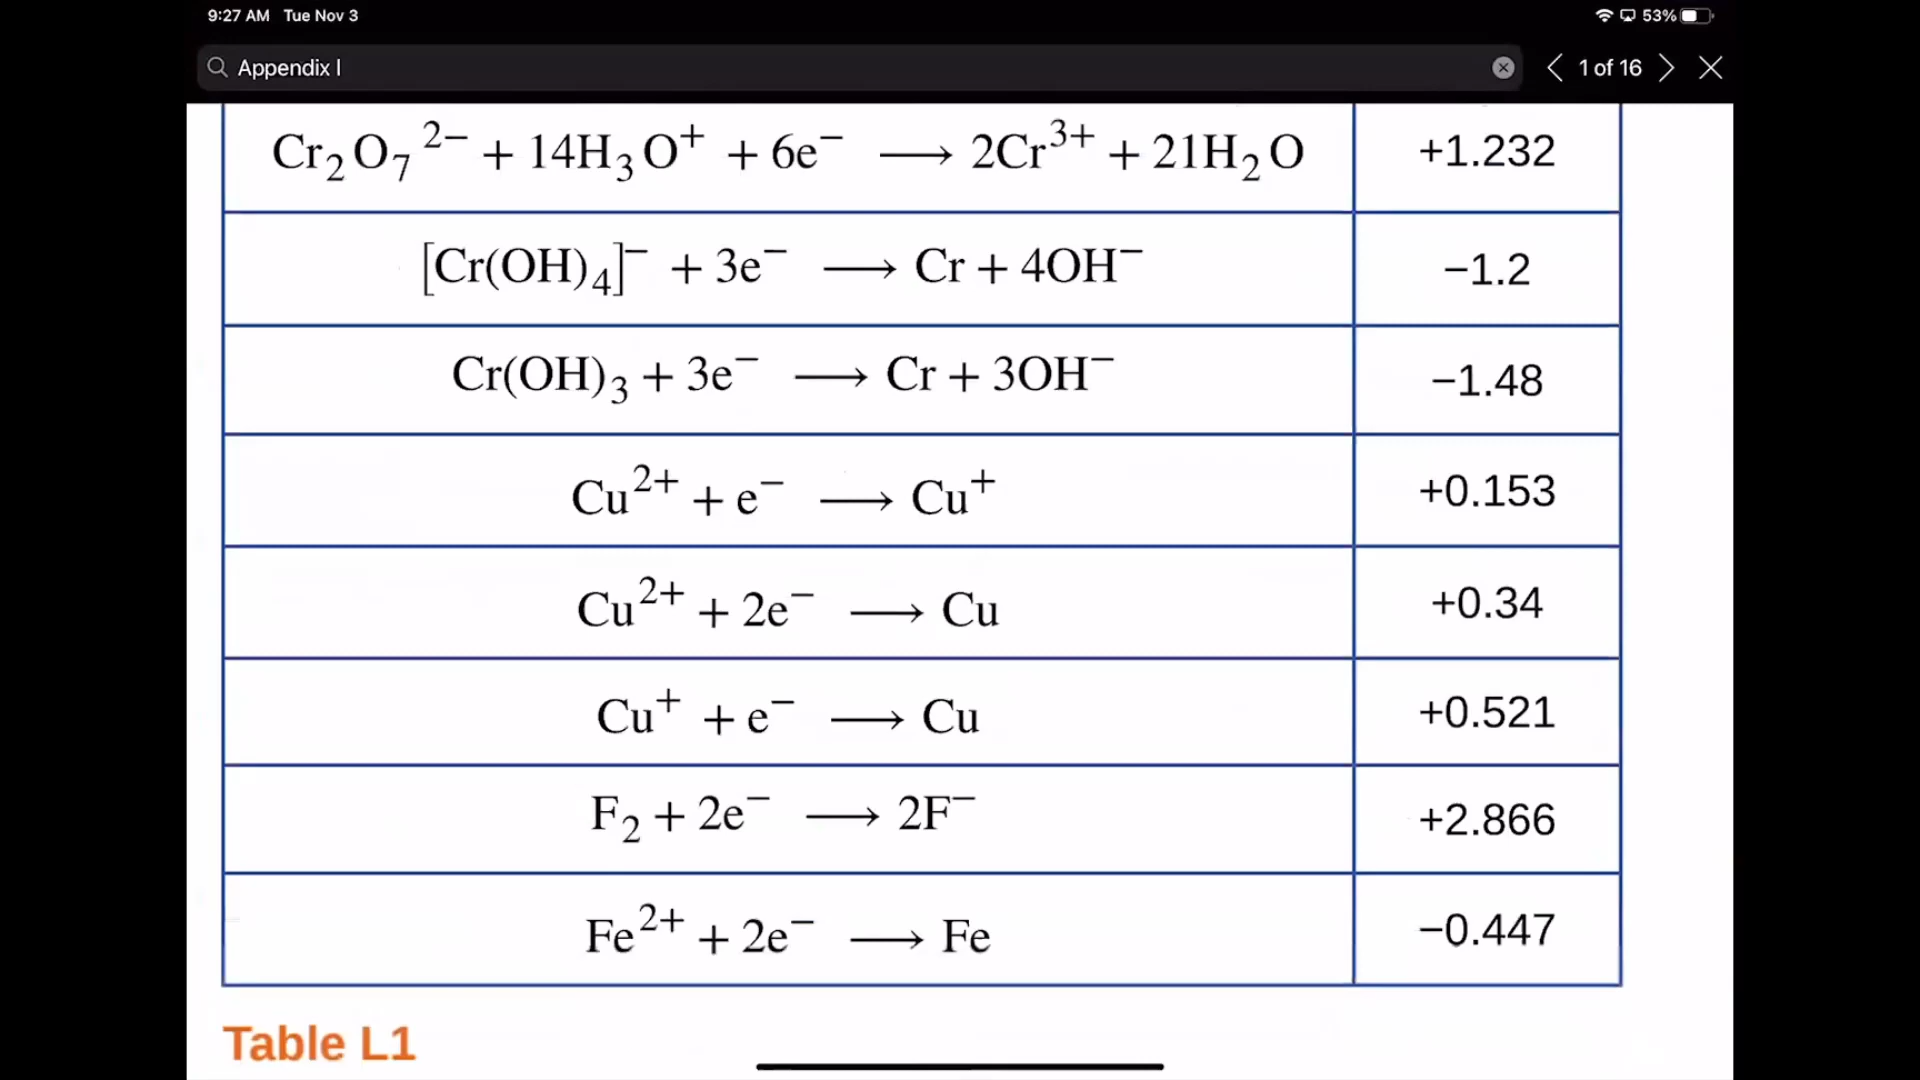 9:27 AM Tue Nov 3
53%
Appendix I
1 of 16
Cr₂O₇²⁻ + 14H₃O⁺ + 6e⁻ ⟶ 2Cr³⁺ + 21H₂O +1.232
[Cr(OH)₄]⁻ + 3e⁻ ⟶ Cr + 4OH⁻ −1.2
Cr(OH)₃ + 3e⁻ ⟶ Cr + 3OH⁻ −1.48
Cu²⁺ + e⁻ ⟶ Cu⁺ +0.153
Cu²⁺ + 2e⁻ ⟶ Cu +0.34
Cu⁺ + e⁻ ⟶ Cu +0.521
F₂ + 2e⁻ ⟶ 2F⁻ +2.866
Fe²⁺ + 2e⁻ ⟶ Fe −0.447
Table L1